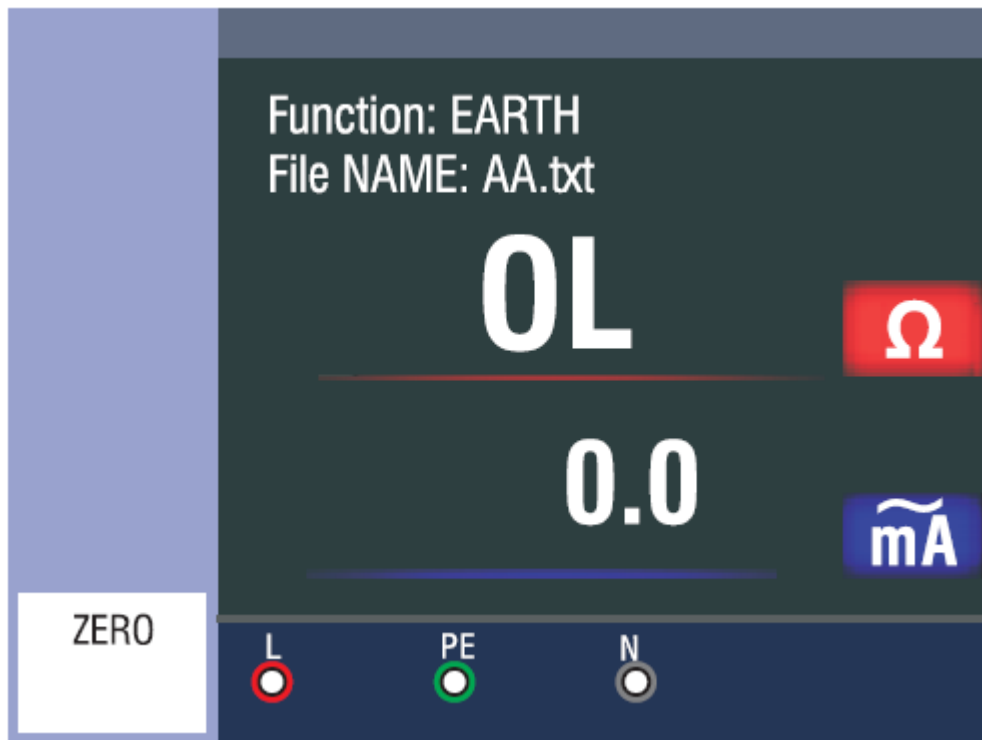 Function: EARTH
File NAME: AA.txt
OL
Ω
0.0
mA
ZERO
L PE N